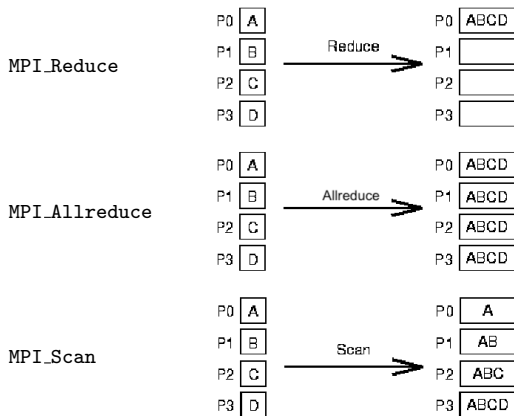 P0 A P0 ABCD
P1 B Reduce P1
MPI_Reduce
P2 C P2
P3 D P3
P0 A P0 ABCD
P1 B Allreduce P1 ABCD
MPI_Allreduce
P2 C P2 ABCD
P3 D P3 ABCD
P0 A P0 A
P1 B Scan P1 AB
MPI_Scan
P2 C P2 ABC
P3 D P3 ABCD